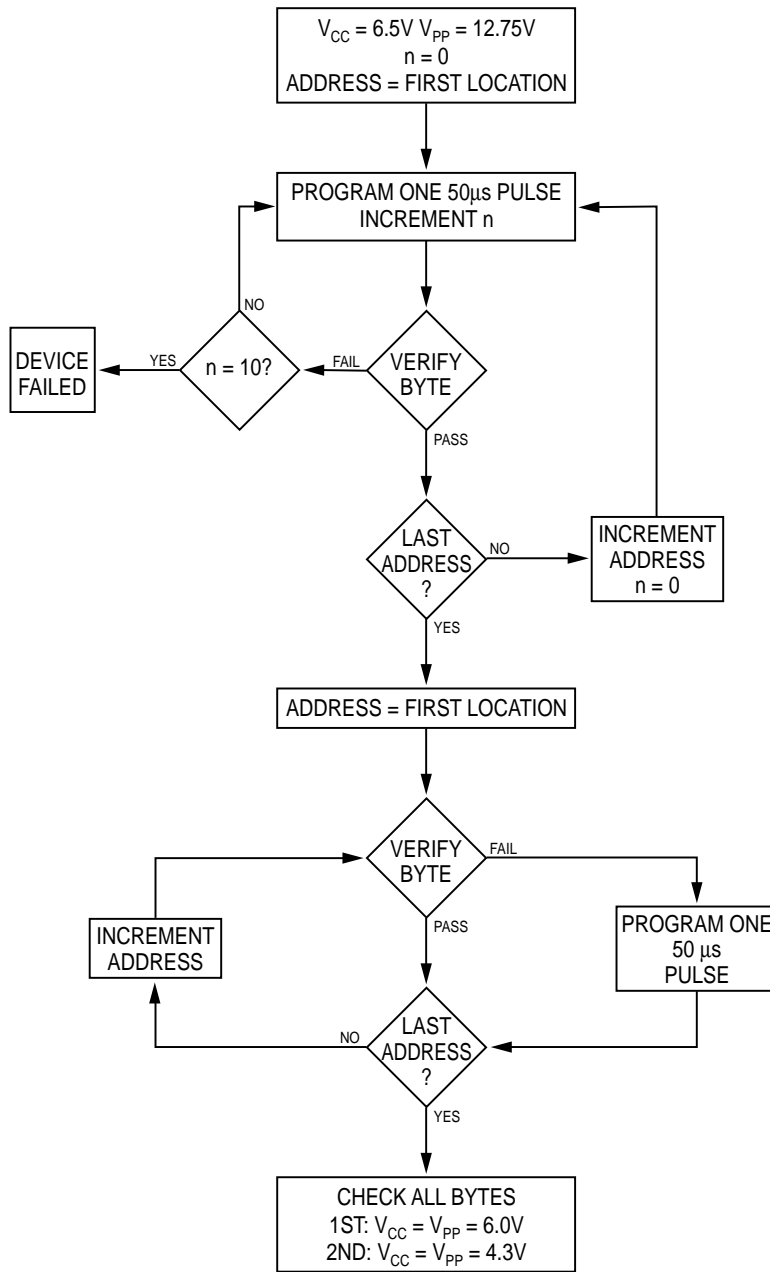 V_CC = 6.5V V_PP = 12.75V
n = 0
ADDRESS = FIRST LOCATION
PROGRAM ONE 50μs PULSE
INCREMENT n
NO
DEVICE
FAILED
YES
n = 10?
FAIL
VERIFY
BYTE
PASS
LAST
ADDRESS
?
NO
INCREMENT
ADDRESS
n = 0
YES
ADDRESS = FIRST LOCATION
VERIFY
BYTE
FAIL
PASS
INCREMENT
ADDRESS
PROGRAM ONE
50 μs
PULSE
NO
LAST
ADDRESS
?
YES
CHECK ALL BYTES
1ST: V_CC = V_PP = 6.0V
2ND: V_CC = V_PP = 4.3V